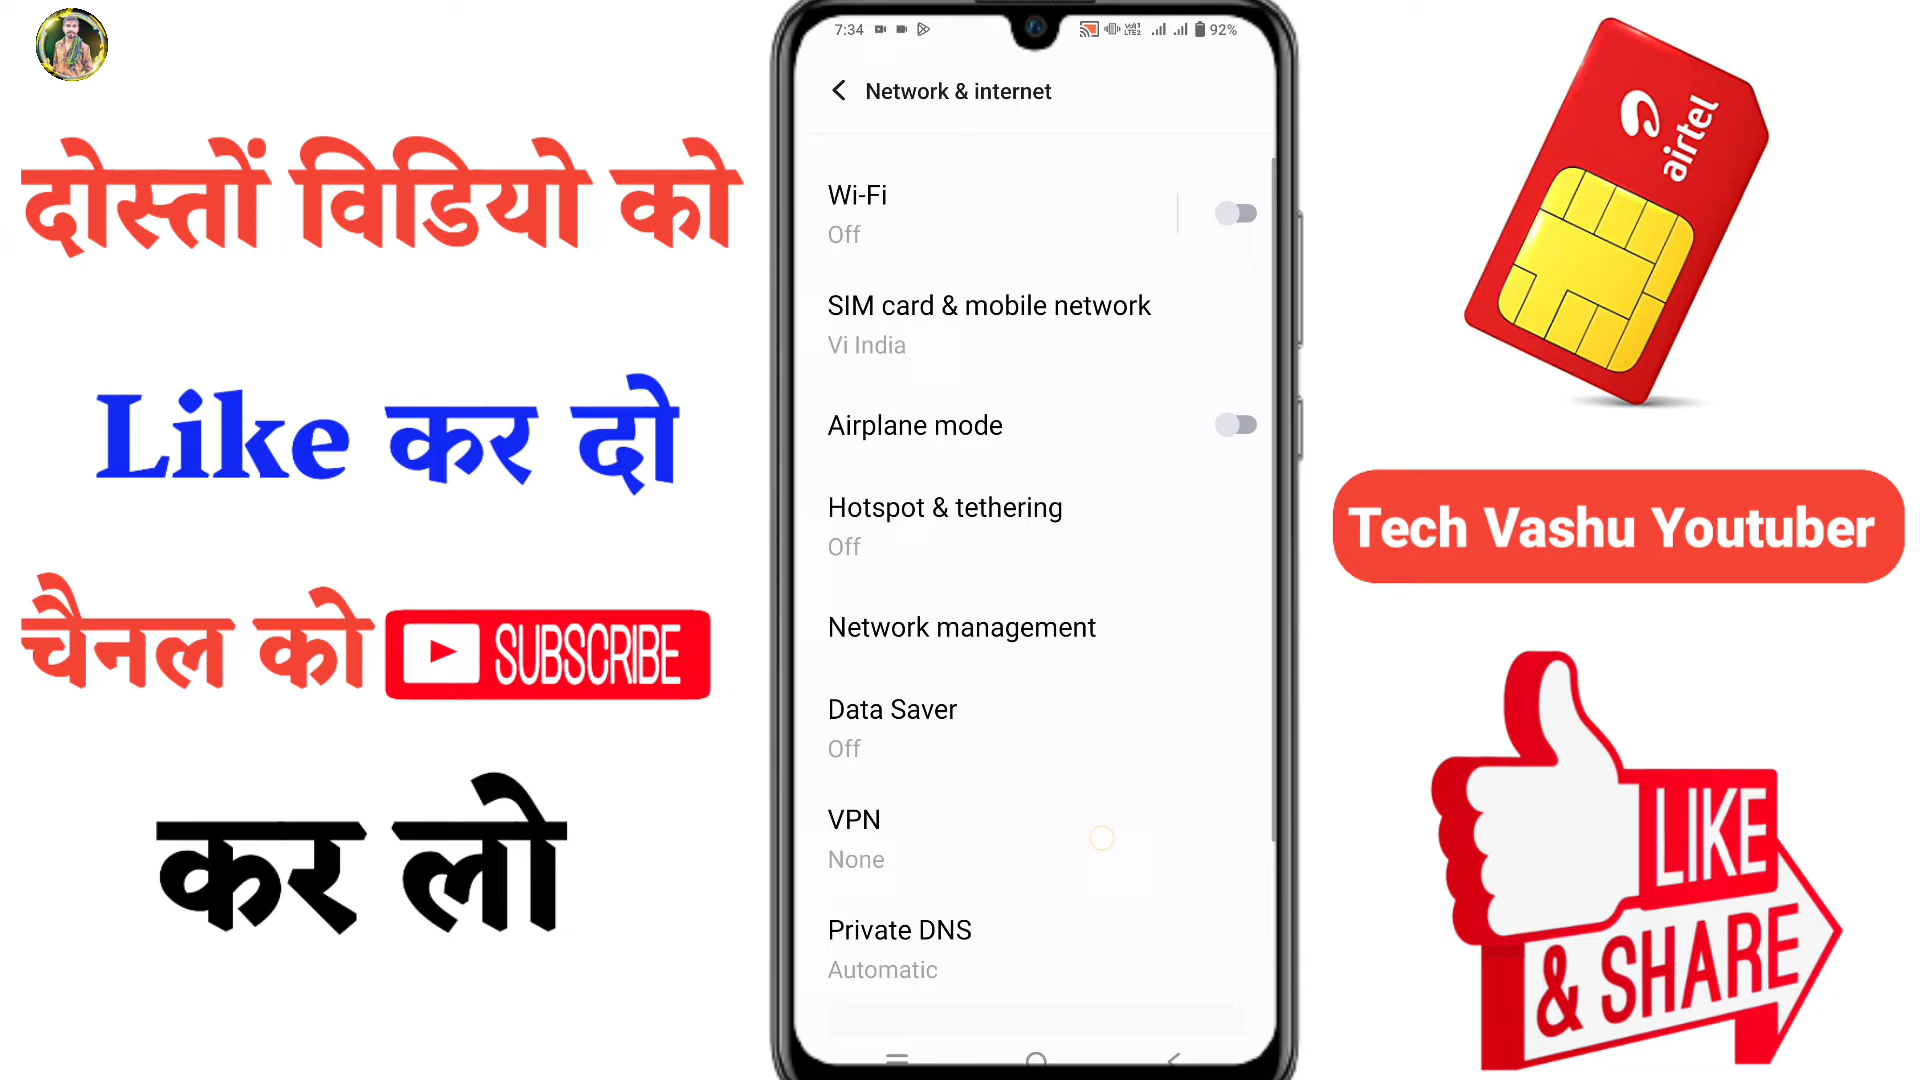 दोस्तों विडियो को
Like कर दो
चैनल को SUBSCRIBE
कर लो
7:34
VoLTE1 LTE2 92%
Network & internet
Wi-Fi
Off
SIM card & mobile network
Vi India
Airplane mode
Hotspot & tethering
Off
Network management
Data Saver
Off
VPN
None
Private DNS
Automatic
airtel
Tech Vashu Youtuber
LIKE
& SHARE